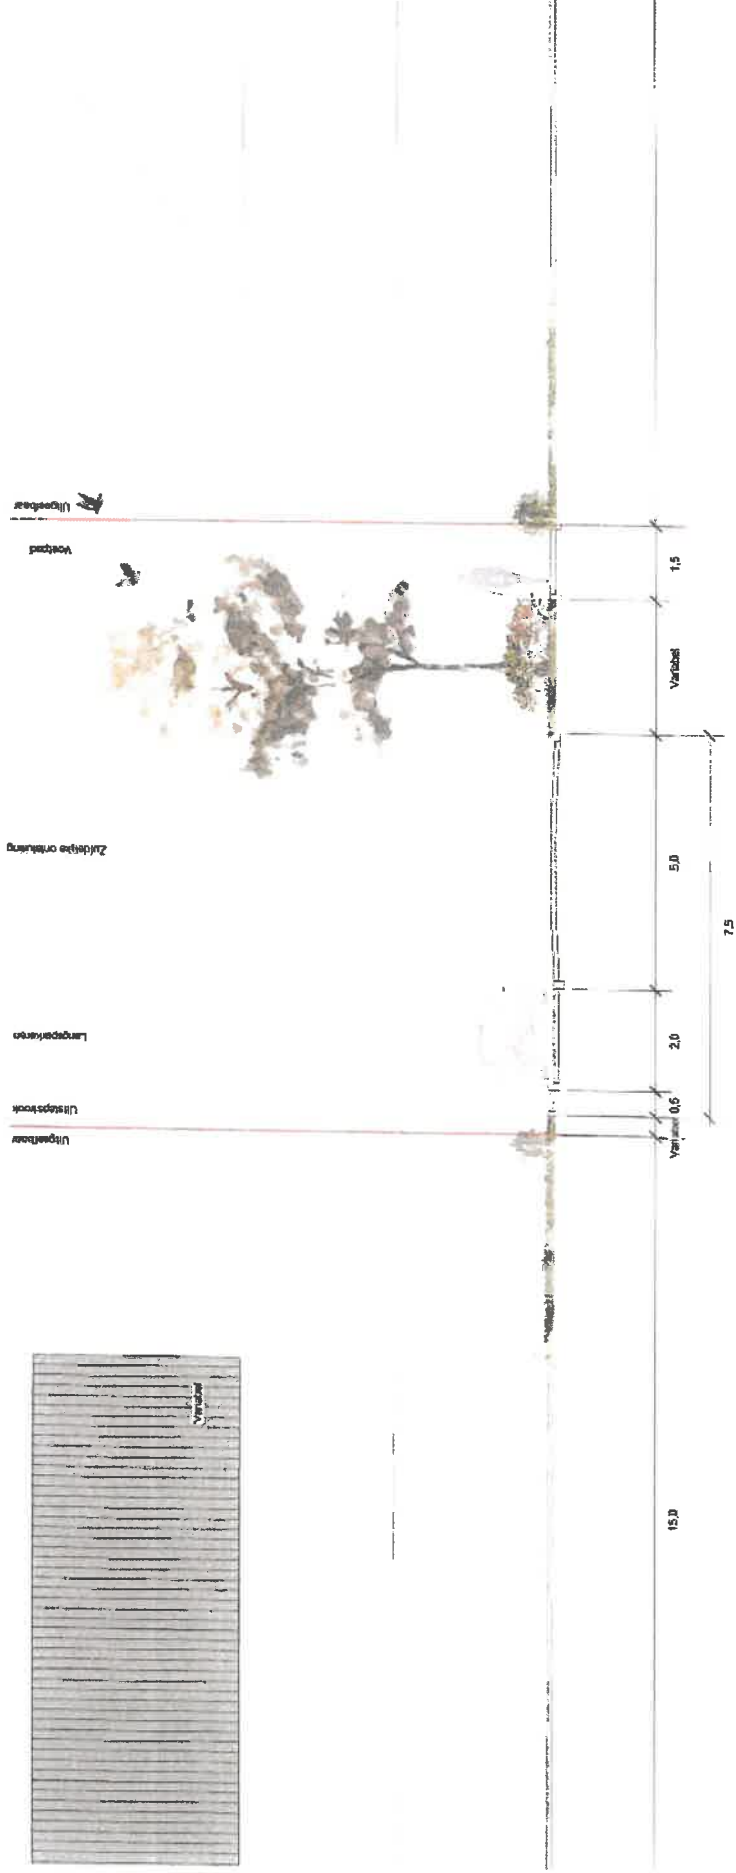 Uitgeefbaar
Voetpad
Zuidelijke ontsluiting
Langsparkeren
Uitstapstrook
Uitgeefbaar
Variabel
1,5
Variabel
5,0
2,0
0,5
Variabel
7,5
15,0